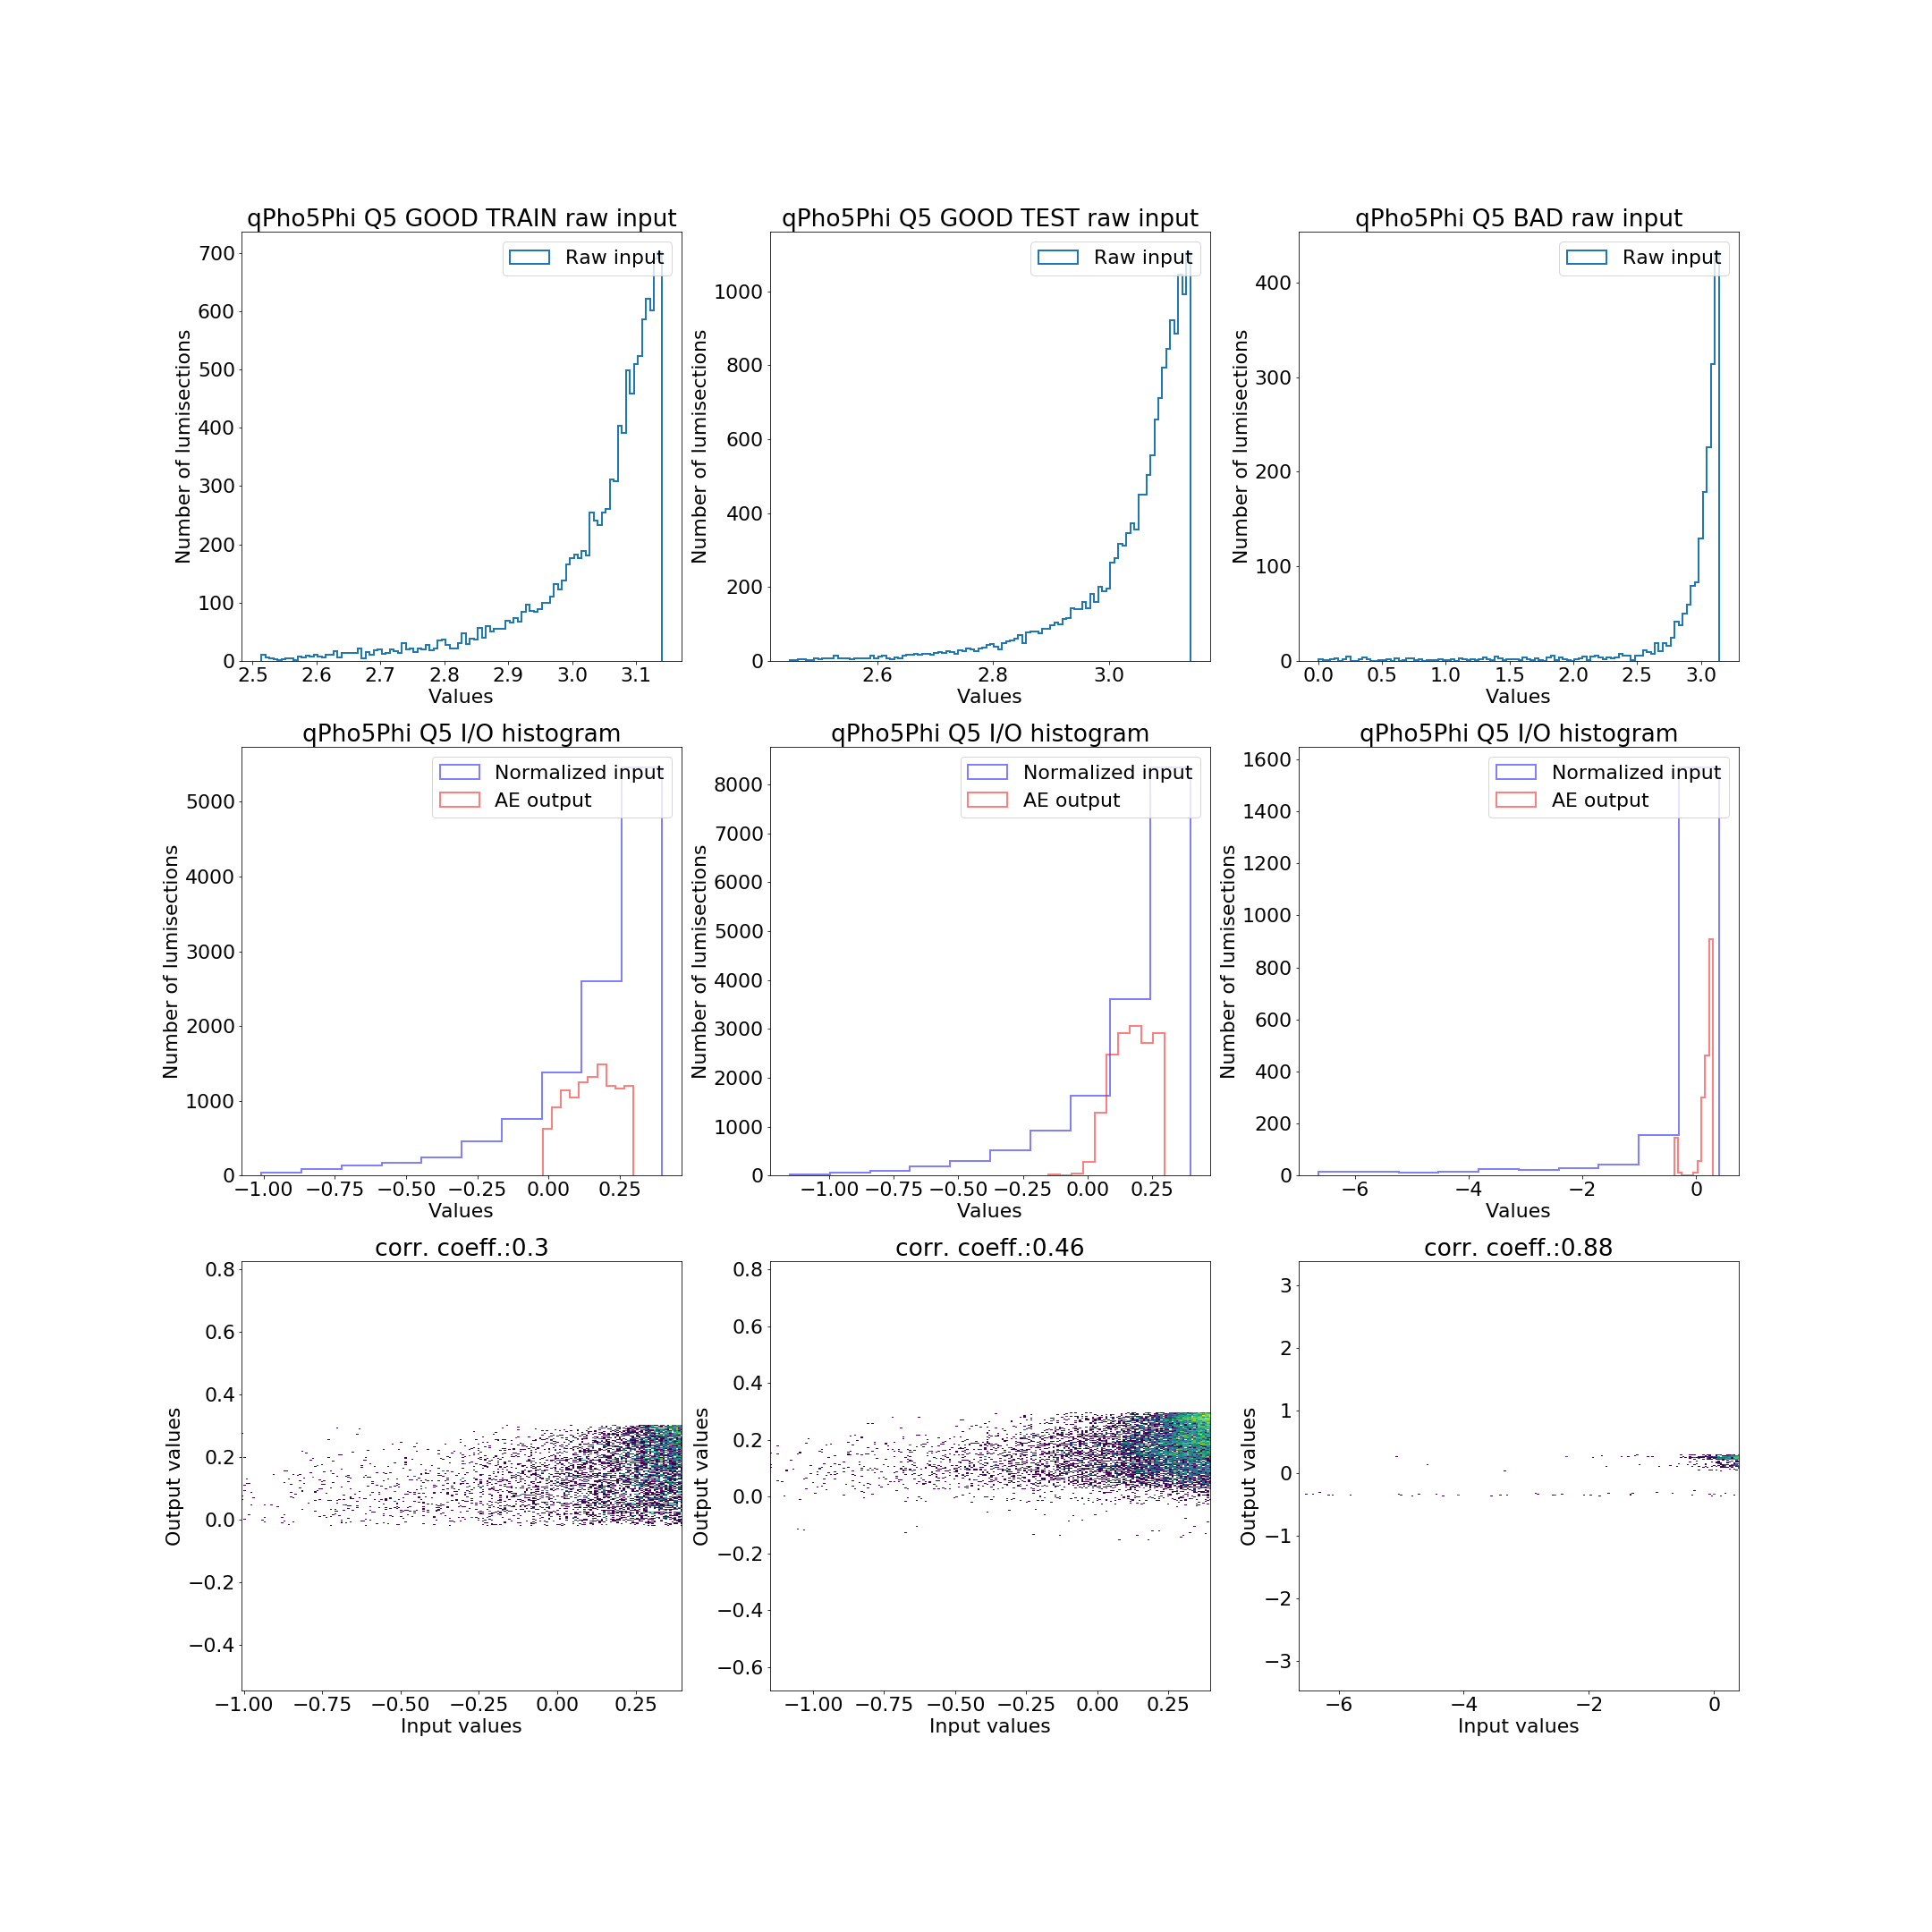 qPho5Phi Q5 GOOD TRAIN raw input
700
600
500
400
300
200
100
0
Number of lumisections
Raw input
2.5 2.6 2.7 2.8 2.9 3.0 3.1
Values
qPho5Phi Q5 GOOD TEST raw input
1000
800
600
400
200
0
Number of lumisections
Raw input
2.6 2.8 3.0
Values
qPho5Phi Q5 BAD raw input
400
300
200
100
0
Number of lumisections
Raw input
0.0 0.5 1.0 1.5 2.0 2.5 3.0
Values
qPho5Phi Q5 I/O histogram
5000
4000
3000
2000
1000
0
Number of lumisections
Normalized input
AE output
−1.00 −0.75 −0.50 −0.25 0.00 0.25
Values
qPho5Phi Q5 I/O histogram
8000
7000
6000
5000
4000
3000
2000
1000
0
Number of lumisections
Normalized input
AE output
−1.00 −0.75 −0.50 −0.25 0.00 0.25
Values
qPho5Phi Q5 I/O histogram
1600
1400
1200
1000
800
600
400
200
0
Number of lumisections
Normalized input
AE output
−6 −4 −2 0
Values
corr. coeff.:0.3
0.8
0.6
0.4
0.2
0.0
−0.2
−0.4
Output values
−1.00 −0.75 −0.50 −0.25 0.00 0.25
Input values
corr. coeff.:0.46
0.8
0.6
0.4
0.2
0.0
−0.2
−0.4
−0.6
Output values
−1.00 −0.75 −0.50 −0.25 0.00 0.25
Input values
corr. coeff.:0.88
3
2
1
0
−1
−2
−3
Output values
−6 −4 −2 0
Input values